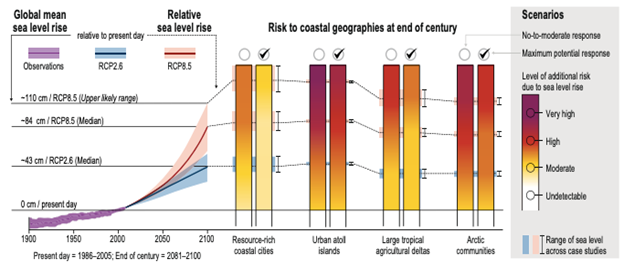 Global mean
sea level rise
Relative
sea level rise
relative to present day
Observations
RCP2.6
RCP8.5
~110 cm / RCP8.5 (Upper likely range)
~84 cm / RCP8.5 (Median)
~43 cm / RCP2.6 (Median)
0 cm / present day
1900
1950
2000
2050
2100
Present day = 1986–2005; End of century = 2081–2100
Risk to coastal geographies at end of century
Resource-rich
coastal cities
Urban atoll
islands
Large tropical
agricultural deltas
Arctic
communities
Scenarios
No-to-moderate response
Maximum potential response
Level of additional risk
due to sea level rise
Very high
High
Moderate
Undetectable
Range of sea level
across case studies